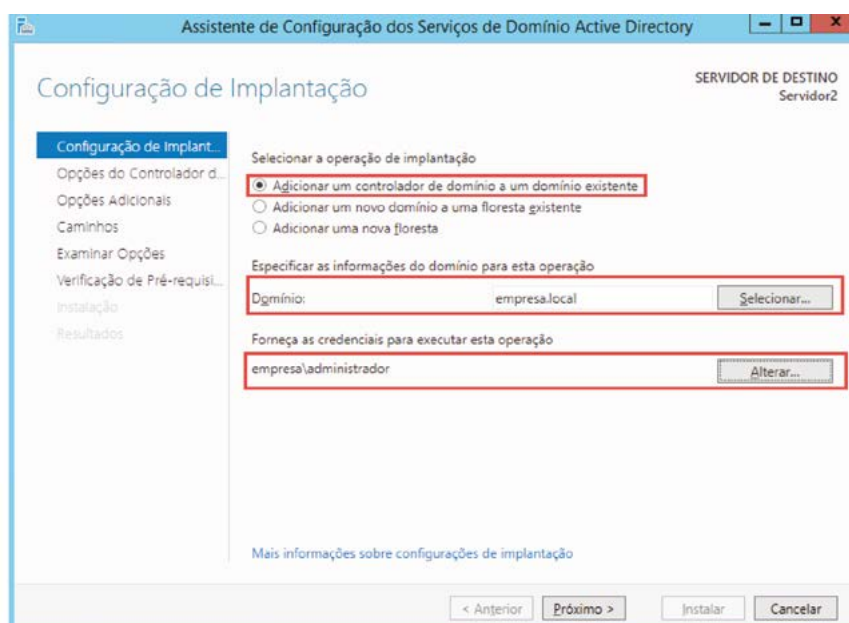 Assistente de Configuração dos Serviços de Domínio Active Directory
Configuração de Implantação
SERVIDOR DE DESTINO
Servidor2
Configuração de Implant...
Opções do Controlador d...
Opções Adicionais
Caminhos
Examinar Opções
Verificação de Pré-requisi...
Instalação
Resultados
Selecionar a operação de implantação
Adicionar um controlador de domínio a um domínio existente
Adicionar um novo domínio a uma floresta existente
Adicionar uma nova floresta
Especificar as informações do domínio para esta operação
Domínio: empresa.local Selecionar...
Forneça as credenciais para executar esta operação
empresa\administrador Alterar...
Mais informações sobre configurações de implantação
< Anterior Próximo > Instalar Cancelar